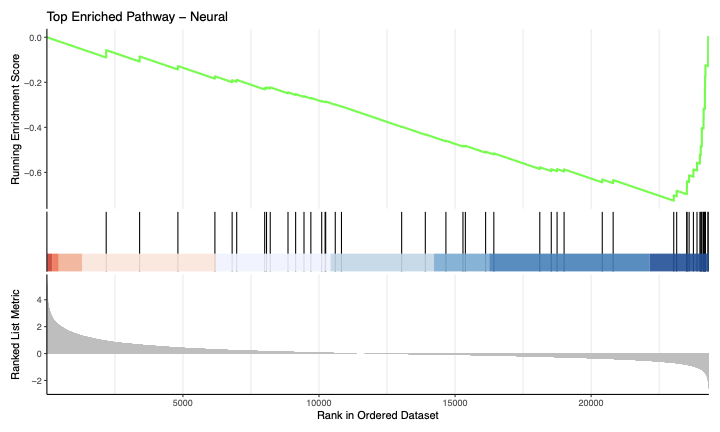 Top Enriched Pathway – Neural
Running Enrichment Score
0.0
−0.2
−0.4
−0.6
Ranked List Metric
4
2
0
−2
5000 10000 15000 20000
Rank in Ordered Dataset